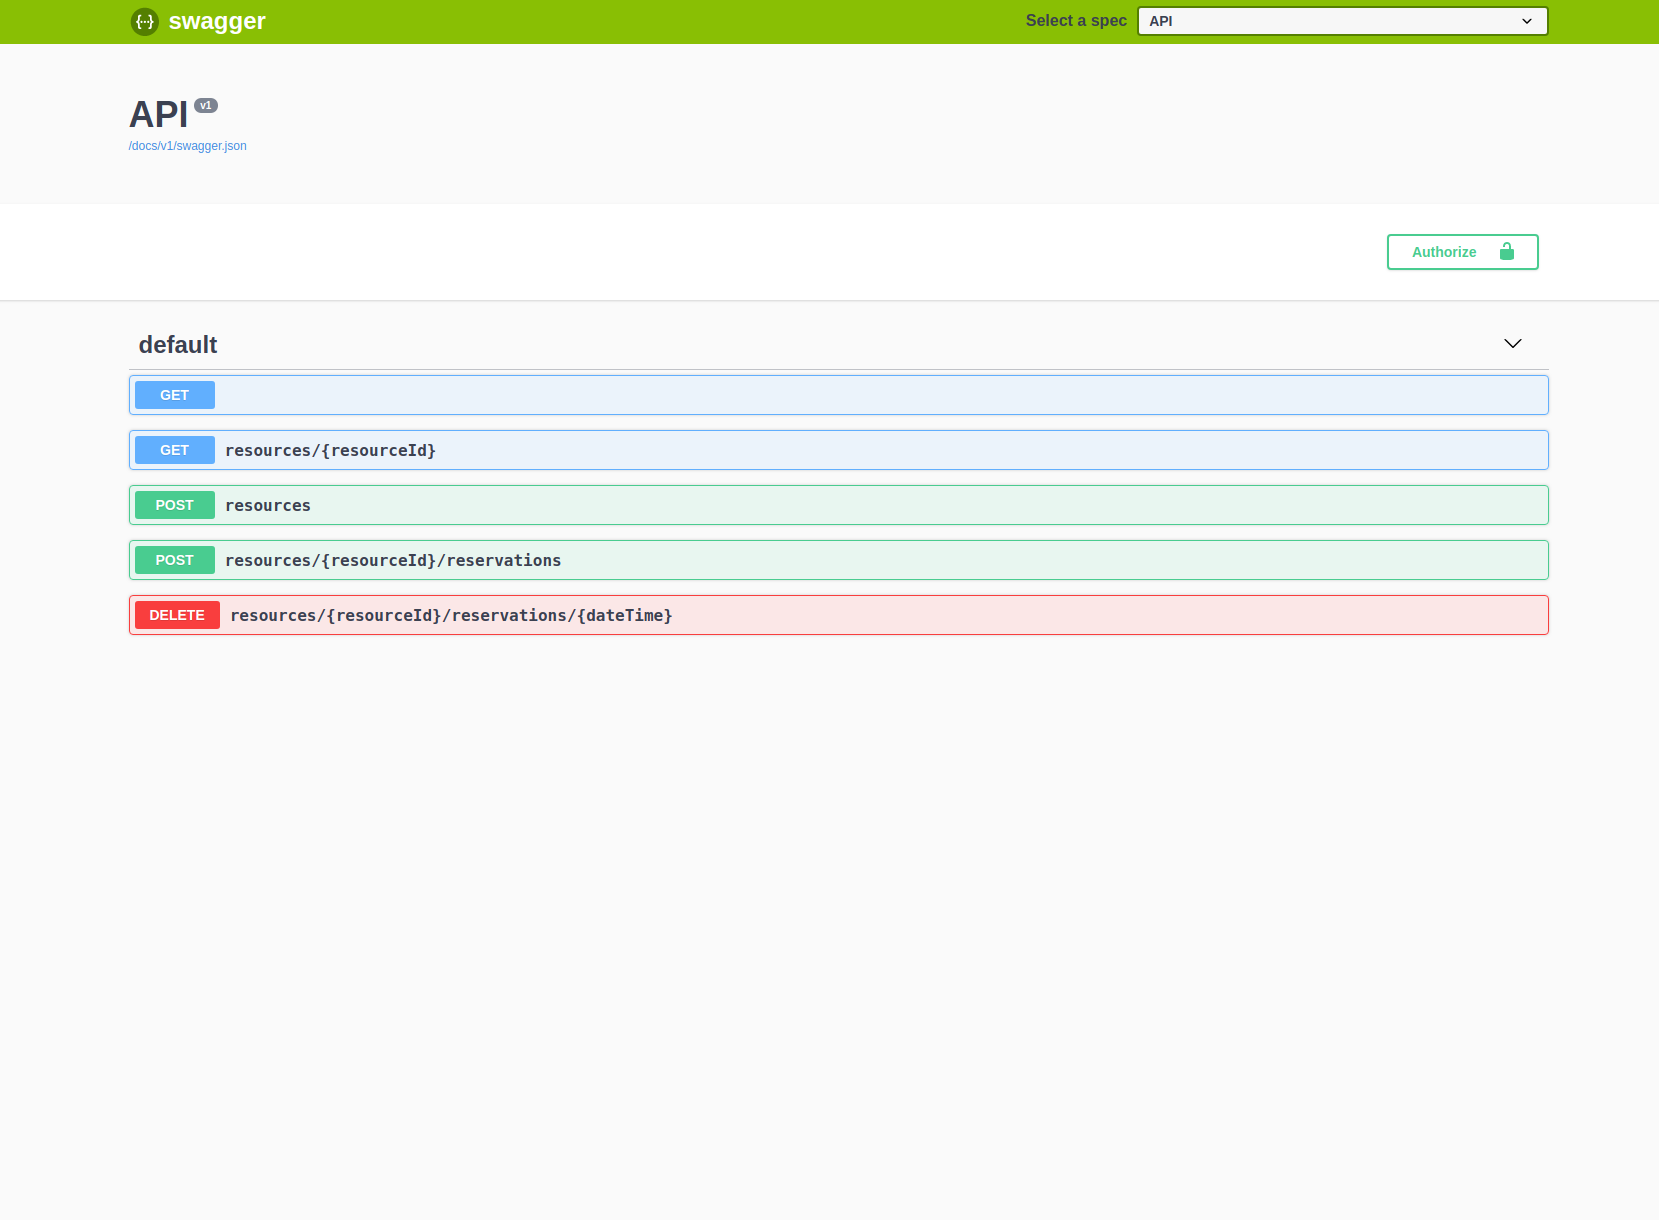 swagger
Select a spec API
API v1
/docs/v1/swagger.json
Authorize
default
GET
GET resources/{resourceId}
POST resources
POST resources/{resourceId}/reservations
DELETE resources/{resourceId}/reservations/{dateTime}